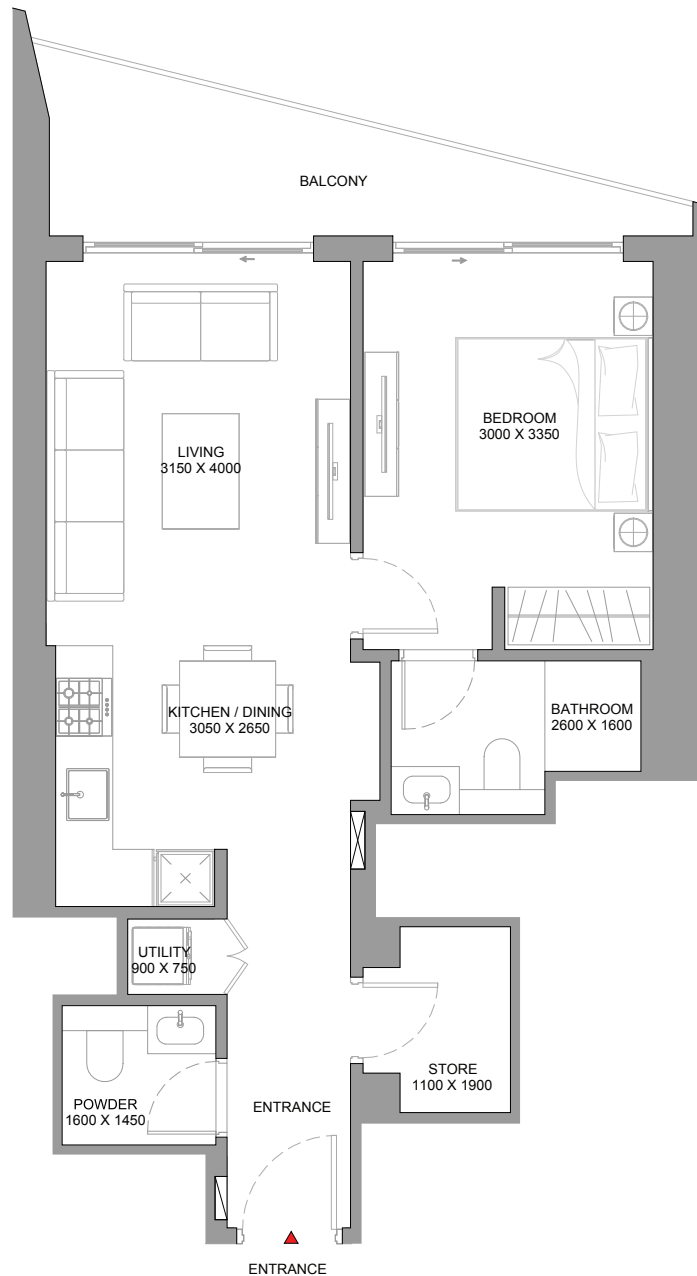 BALCONY
LIVING
3150 X 4000
BEDROOM
3000 X 3350
KITCHEN / DINING
3050 X 2650
BATHROOM
2600 X 1600
UTILITY
900 X 750
STORE
1100 X 1900
POWDER
1600 X 1450
ENTRANCE
ENTRANCE